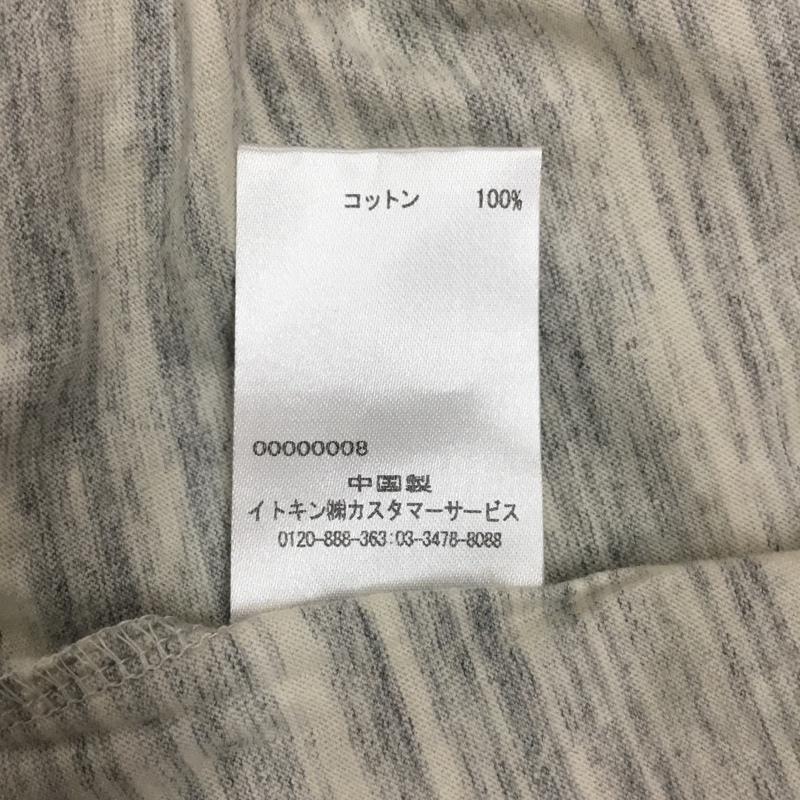 コットン 100%
00000008
中国製
イトキン㈱カスタマーサービス
0120-888-363:03-3478-8088